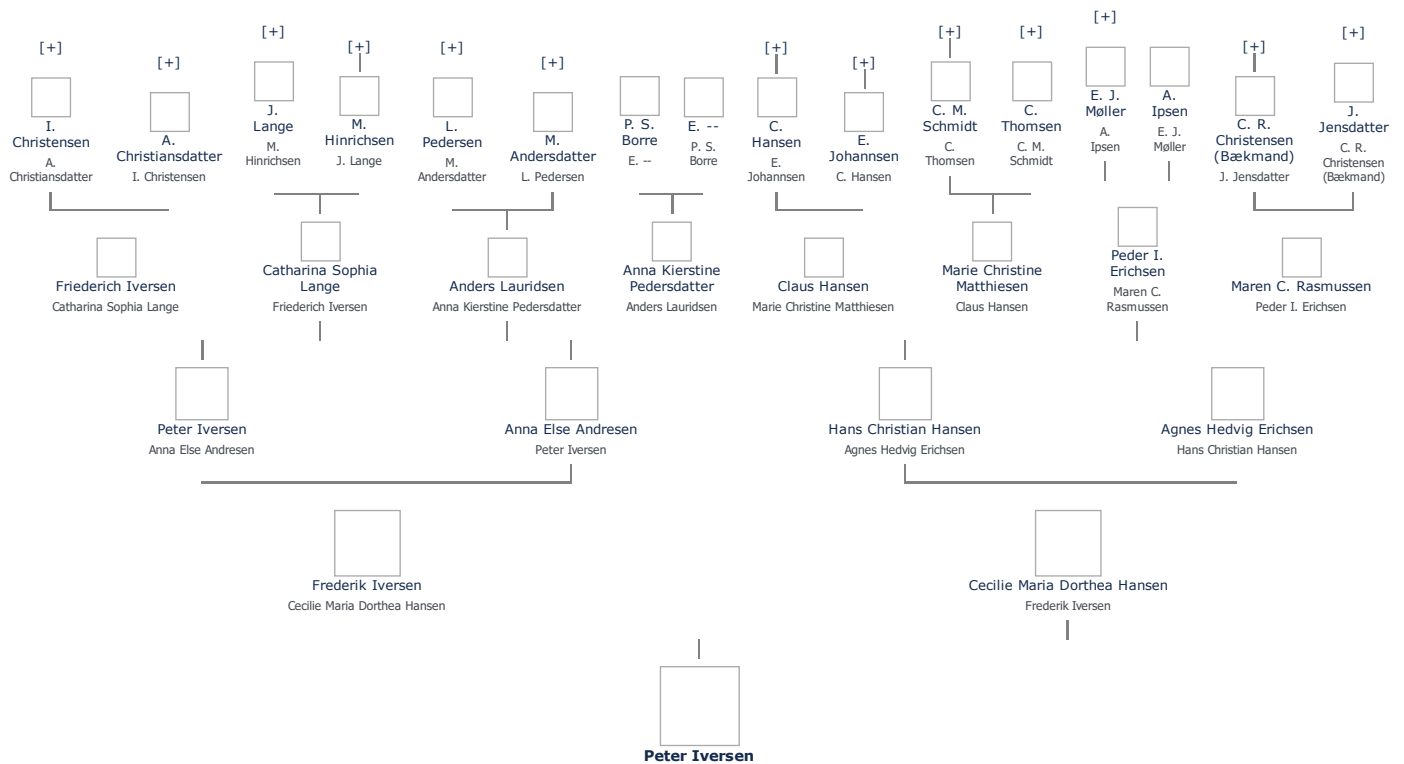 [+]
[+]
[+]
[+]
[+]
[+]
[+]
[+]
[+]
[+]
[+]
[+]
[+]
I.
Christensen
A.
Christiansdatter
A.
Christiansdatter
I. Christensen
J.
Lange
M.
Hinrichsen
M.
Hinrichsen
J. Lange
L.
Pedersen
M.
Andersdatter
M.
Andersdatter
L. Pedersen
P. S.
Borre
E. --
E. --
P. S.
Borre
C.
Hansen
E.
Johannsen
E.
Johannsen
C. Hansen
C. M.
Schmidt
C.
Thomsen
C.
Thomsen
C. M.
Schmidt
E. J.
Møller
A.
Ipsen
A.
Ipsen
E. J.
Møller
C. R.
Christensen
(Bækmand)
J. Jensdatter
J.
Jensdatter
C. R.
Christensen
(Bækmand)
Friederich Iversen
Catharina Sophia Lange
Catharina Sophia
Lange
Friederich Iversen
Anders Lauridsen
Anna Kierstine Pedersdatter
Anna Kierstine
Pedersdatter
Anders Lauridsen
Claus Hansen
Marie Christine Matthiesen
Marie Christine
Matthiesen
Claus Hansen
Peder I.
Erichsen
Maren C.
Rasmussen
Maren C. Rasmussen
Peder I. Erichsen
Peter Iversen
Anna Else Andresen
Anna Else Andresen
Peter Iversen
Hans Christian Hansen
Agnes Hedvig Erichsen
Agnes Hedvig Erichsen
Hans Christian Hansen
Frederik Iversen
Cecilie Maria Dorthea Hansen
Cecilie Maria Dorthea Hansen
Frederik Iversen
Peter Iversen